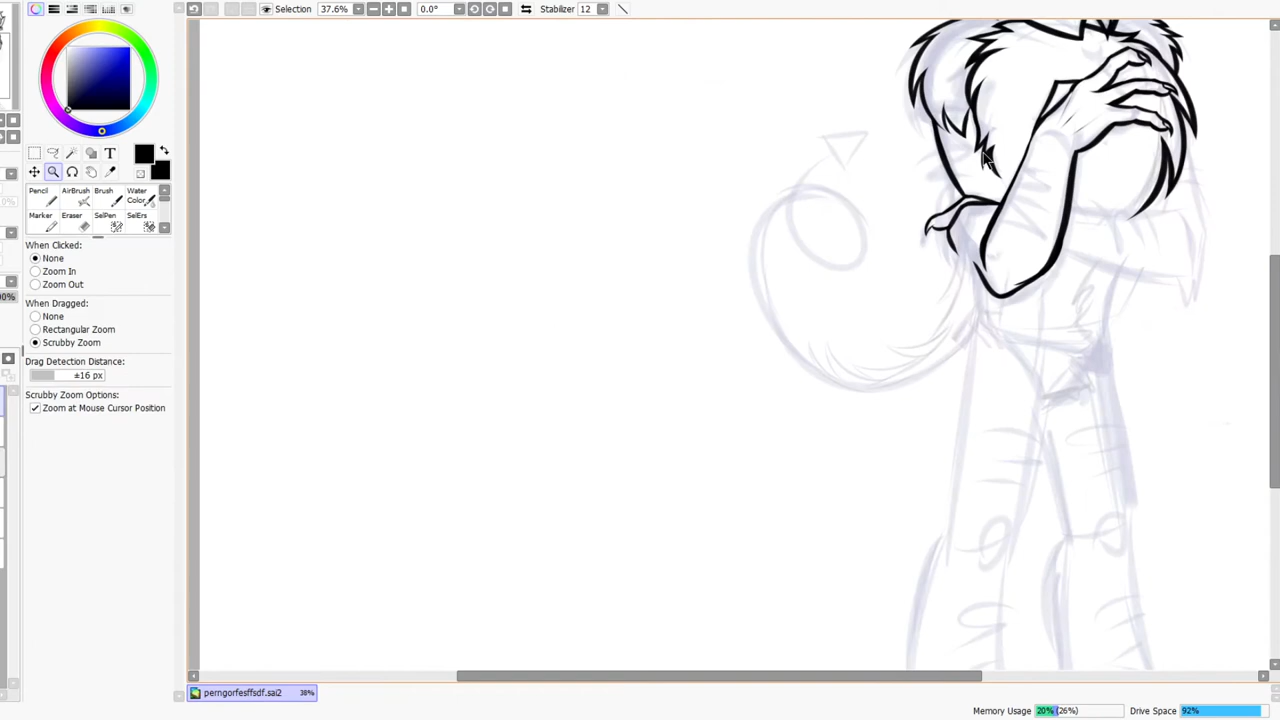 Selection 37.6% 0.0° Stabilizer 12
Pencil AirBrush Brush Water Color
Marker Eraser SelPen SelErs
When Clicked:
None
Zoom In
Zoom Out
When Dragged:
None
Rectangular Zoom
Scrubby Zoom
Drag Detection Distance:
±16 px
Scrubby Zoom Options:
Zoom at Mouse Cursor Position
perngorfesffsdf.sai2 38%
Memory Usage 20% (26%) Drive Space 92%